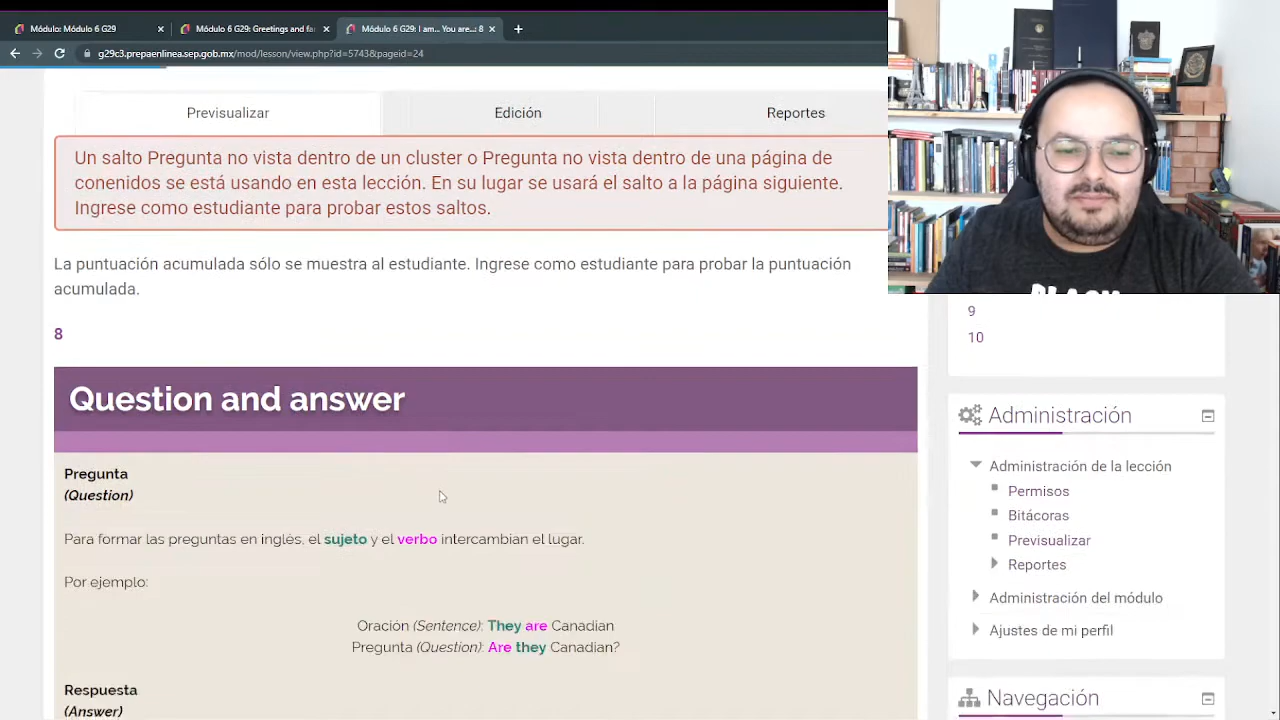 Módulo: Módulo 6 G29
Módulo 6 G29: Greetings and fa
Módulo 6 G29: I am... You are...: 8
g29c3.prepaenlinea.sep.gob.mx/mod/lesson/view.php?id=5743&pageid=24
Previsualizar
Edición
Reportes
Un salto Pregunta no vista dentro de un cluster o Pregunta no vista dentro de una página de
conenidos se está usando en esta lección. En su lugar se usará el salto a la página siguiente.
Ingrese como estudiante para probar estos saltos.
La puntuación acumulada sólo se muestra al estudiante. Ingrese como estudiante para probar la puntuación
acumulada.
8
Question and answer
Pregunta
(Question)
Para formar las preguntas en inglés, el sujeto y el verbo intercambian el lugar.
Por ejemplo:
Oración (Sentence): They are Canadian
Pregunta (Question): Are they Canadian?
Respuesta
(Answer)
BLACK
9
10
Administración
Administración de la lección
Permisos
Bitácoras
Previsualizar
Reportes
Administración del módulo
Ajustes de mi perfil
Navegación